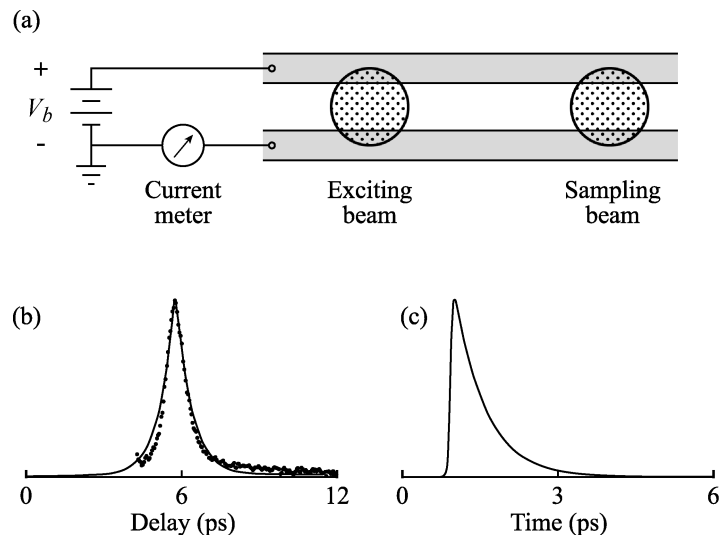 (a)
+
V_b
-
Current
meter
Exciting
beam
Sampling
beam
(b)
0
6
12
Delay (ps)
(c)
0
3
6
Time (ps)